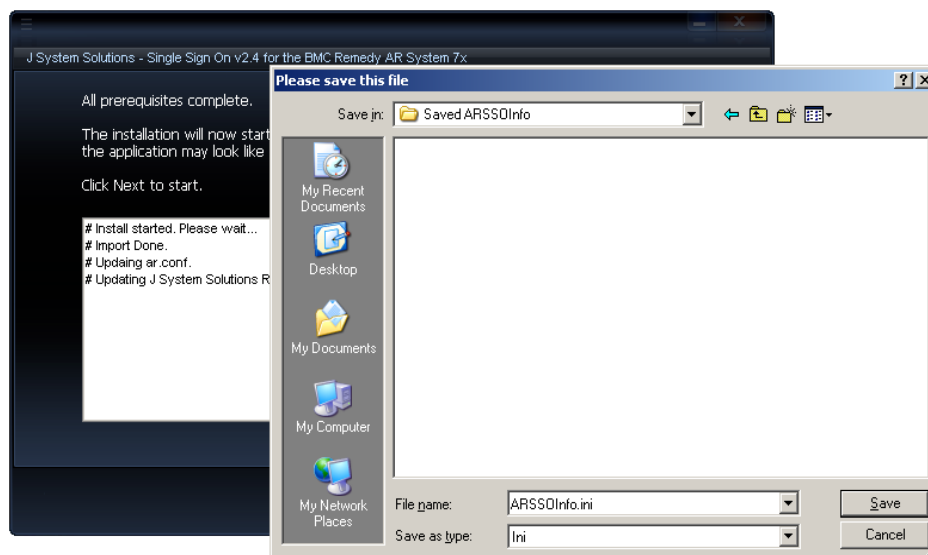 J System Solutions - Single Sign On v2.4 for the BMC Remedy AR System 7x
All prerequisites complete.
The installation will now start
the application may look like
Click Next to start.
# Install started. Please wait...
# Import Done.
# Updaing ar.conf.
# Updating J System Solutions R
Please save this file
Save in:
Saved ARSSOInfo
My Recent
Documents
Desktop
My Documents
My Computer
My Network
Places
File name:
ARSSOInfo.ini
Save
Save as type:
Ini
Cancel